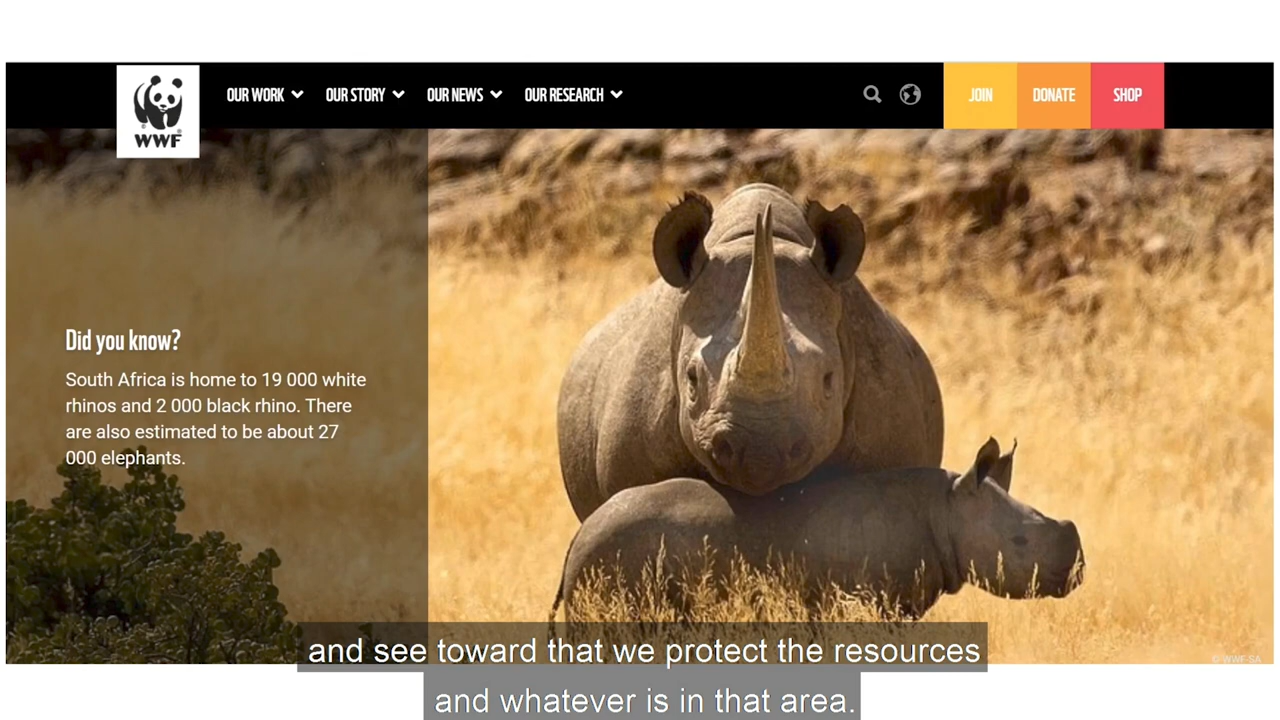 WWF
OUR WORK
OUR STORY
OUR NEWS
OUR RESEARCH
JOIN
DONATE
SHOP
Did you know?
South Africa is home to 19 000 white
rhinos and 2 000 black rhino. There
are also estimated to be about 27
000 elephants.
© WWF-SA
and see toward that we protect the resources
and whatever is in that area.